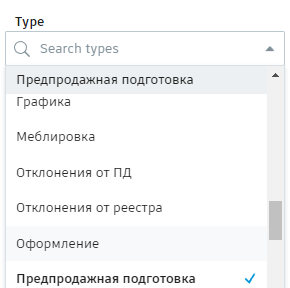 Type
Search types
Предпродажная подготовка
Графика
Меблировка
Отклонения от ПД
Отклонения от реестра
Оформление
Предпродажная подготовка